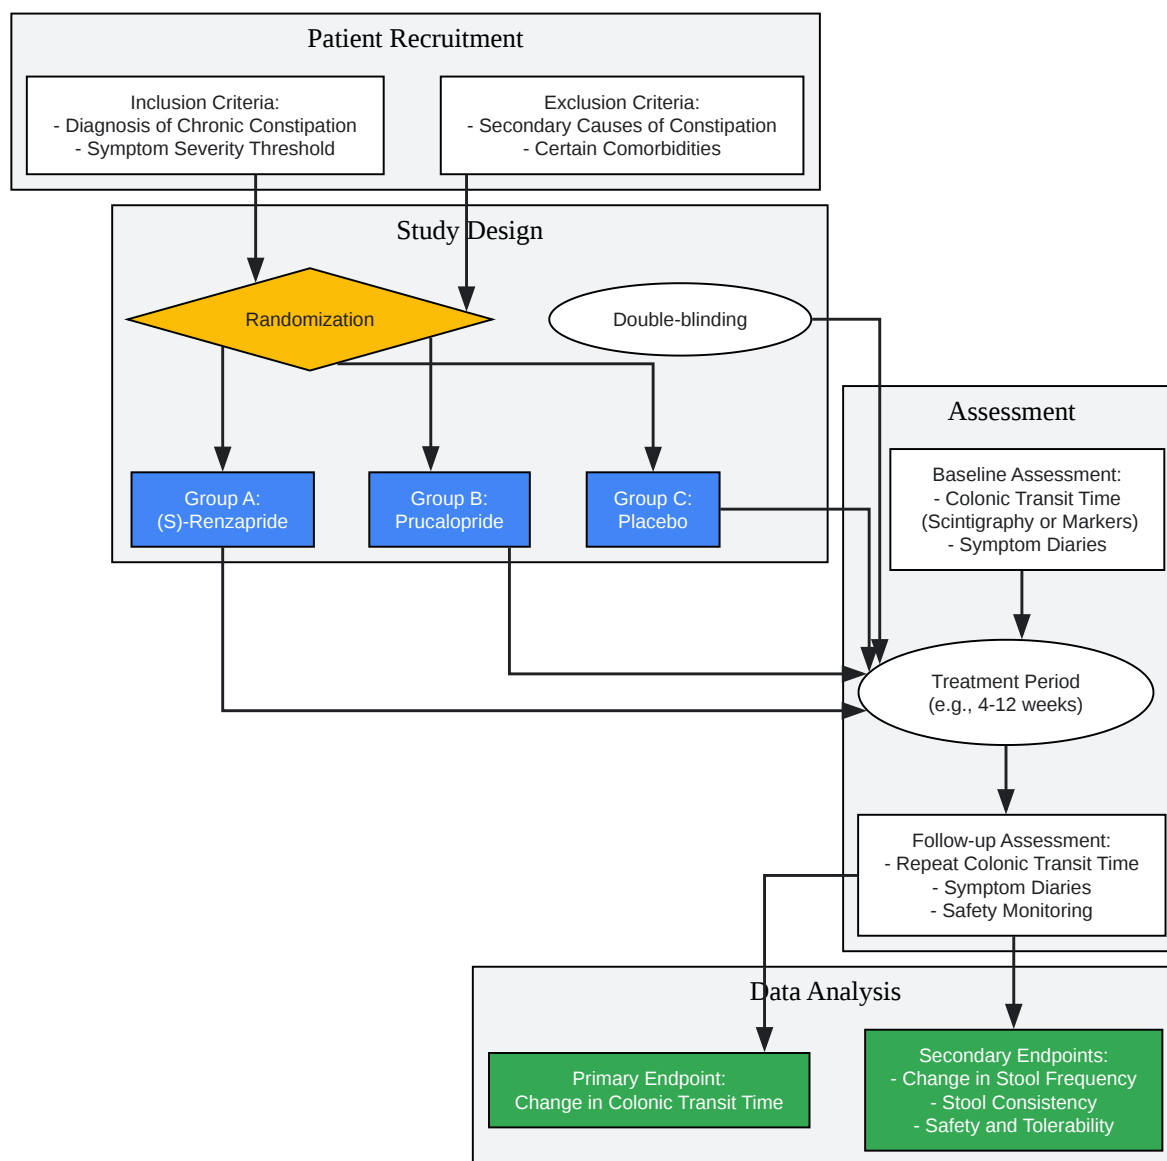 Patient Recruitment
Inclusion Criteria:
- Diagnosis of Chronic Constipation
- Symptom Severity Threshold
Exclusion Criteria:
- Secondary Causes of Constipation
- Certain Comorbidities
Study Design
Randomization
Double-blinding
Group A:
(S)-Renzapride
Group B:
Prucalopride
Group C:
Placebo
Assessment
Baseline Assessment:
- Colonic Transit Time
(Scintigraphy or Markers)
- Symptom Diaries
Treatment Period
(e.g., 4-12 weeks)
Follow-up Assessment:
- Repeat Colonic Transit Time
- Symptom Diaries
- Safety Monitoring
Data Analysis
Primary Endpoint:
Change in Colonic Transit Time
Secondary Endpoints:
- Change in Stool Frequency
- Stool Consistency
- Safety and Tolerability